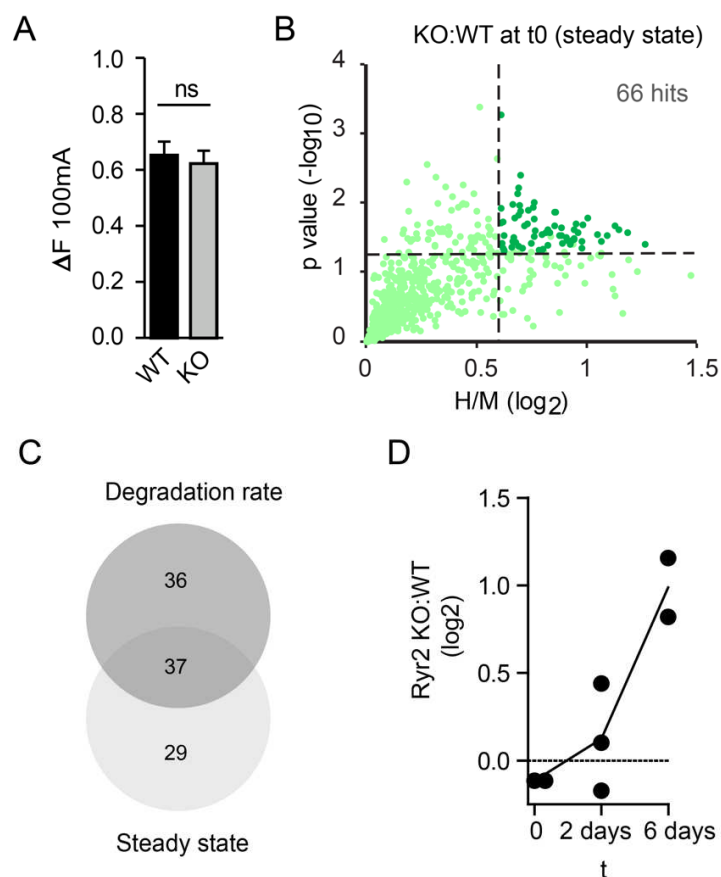 A
ΔF 100mA
1.0
0.8
0.6
0.4
0.2
0.0
ns
WT
KO
B
KO:WT at t0 (steady state)
66 hits
p value (-log10)
4
3
2
1
0
0
0.5
1
1.5
H/M (log2)
C
Degradation rate
36
37
29
Steady state
D
Ryr2 KO:WT
(log2)
1.5
1.0
0.5
0.0
0
2 days
6 days
t